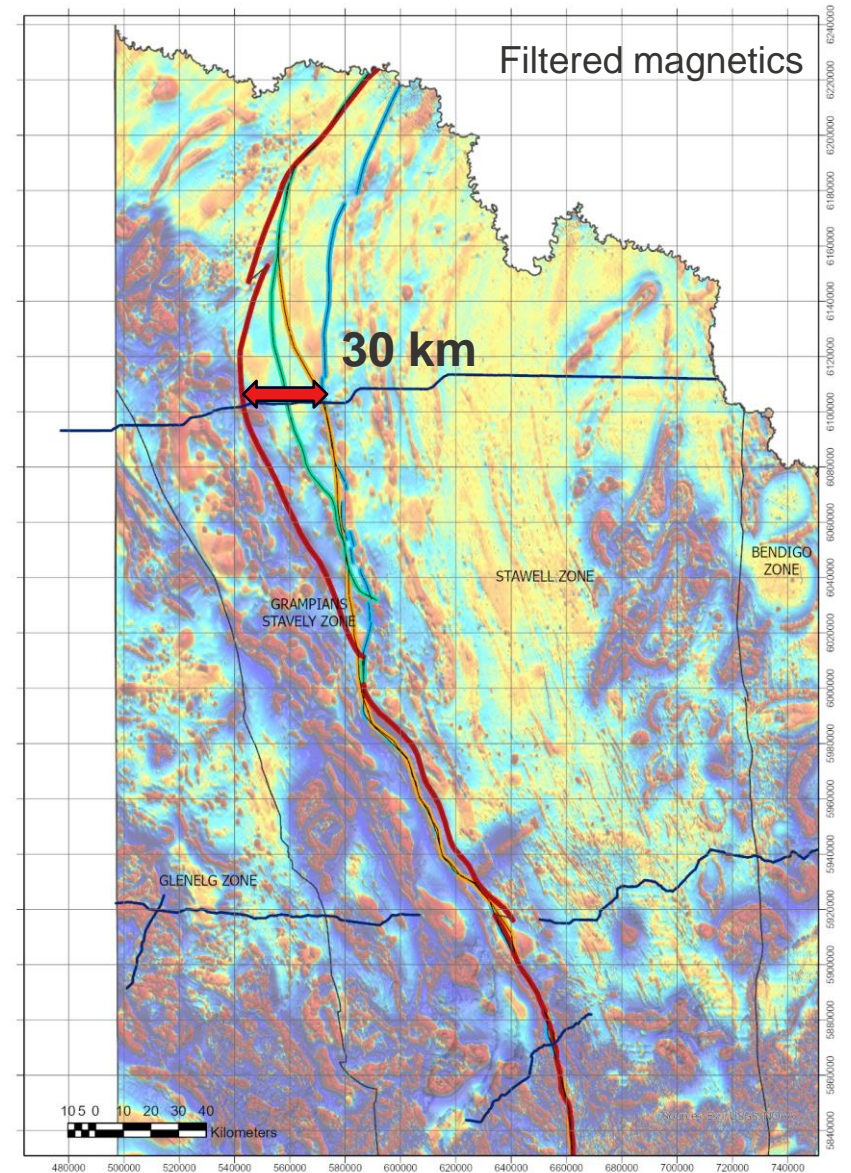 Filtered magnetics
30 km
STAWELL ZONE
BENDIGO
ZONE
GRAMPIANS
STAVELY ZONE
GLENELG ZONE
10 5 0 10 20 30 40
Kilometers
480000 500000 520000 540000 560000 580000 600000 620000 640000 660000 680000 700000 720000 740000
6240000
6220000
6200000
6180000
6160000
6140000
6120000
6100000
6080000
6060000
6040000
6020000
6000000
5980000
5960000
5940000
5920000
5900000
5880000
5860000
5840000